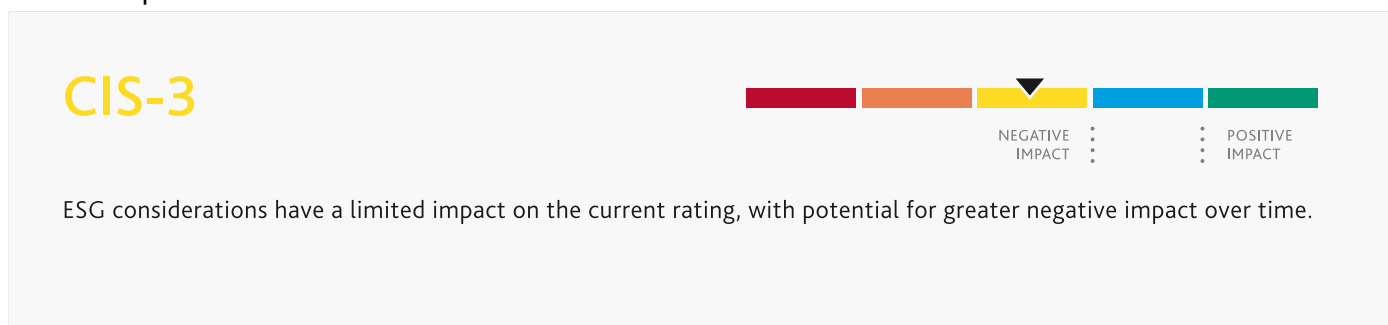 CIS-3
NEGATIVE
IMPACT
POSITIVE
IMPACT
ESG considerations have a limited impact on the current rating, with potential for greater negative impact over time.